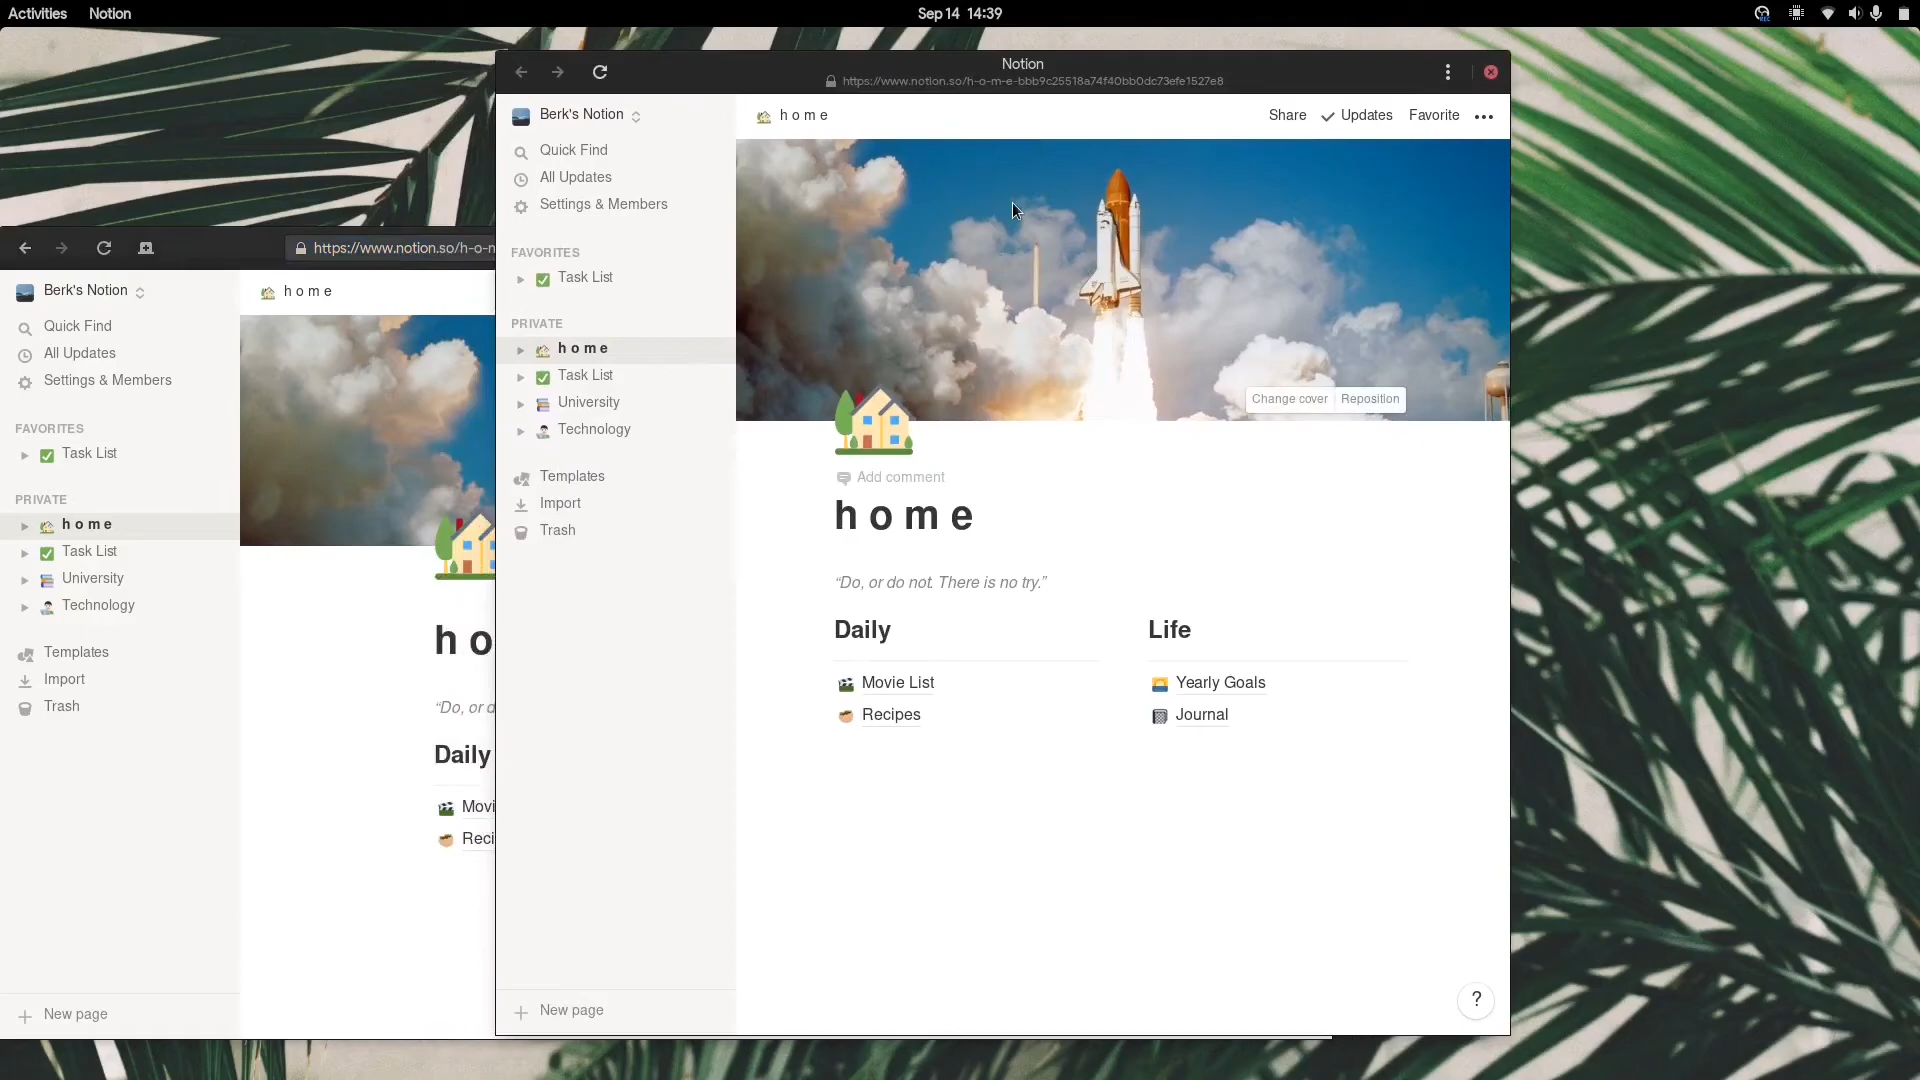 Activities Notion Sep 14 14:39
Notion
https://www.notion.so/h-o-m-e-bbb9c25518a74f40bb0dc73efe1527e8
Berk's Notion
Quick Find
All Updates
Settings & Members
FAVORITES
Task List
PRIVATE
h o m e
Task List
University
Technology
Templates
Import
Trash
New page
h o m e
Share Updates Favorite
Change cover Reposition
Add comment
h o m e
“Do, or do not. There is no try.”
Daily
Movie List
Recipes
Life
Yearly Goals
Journal
?
https://www.notion.so/h-o-n
Berk's Notion
Quick Find
All Updates
Settings & Members
FAVORITES
Task List
PRIVATE
h o m e
Task List
University
Technology
Templates
Import
Trash
New page
h o m e
h o
“Do, or d
Daily
Movi
Reci